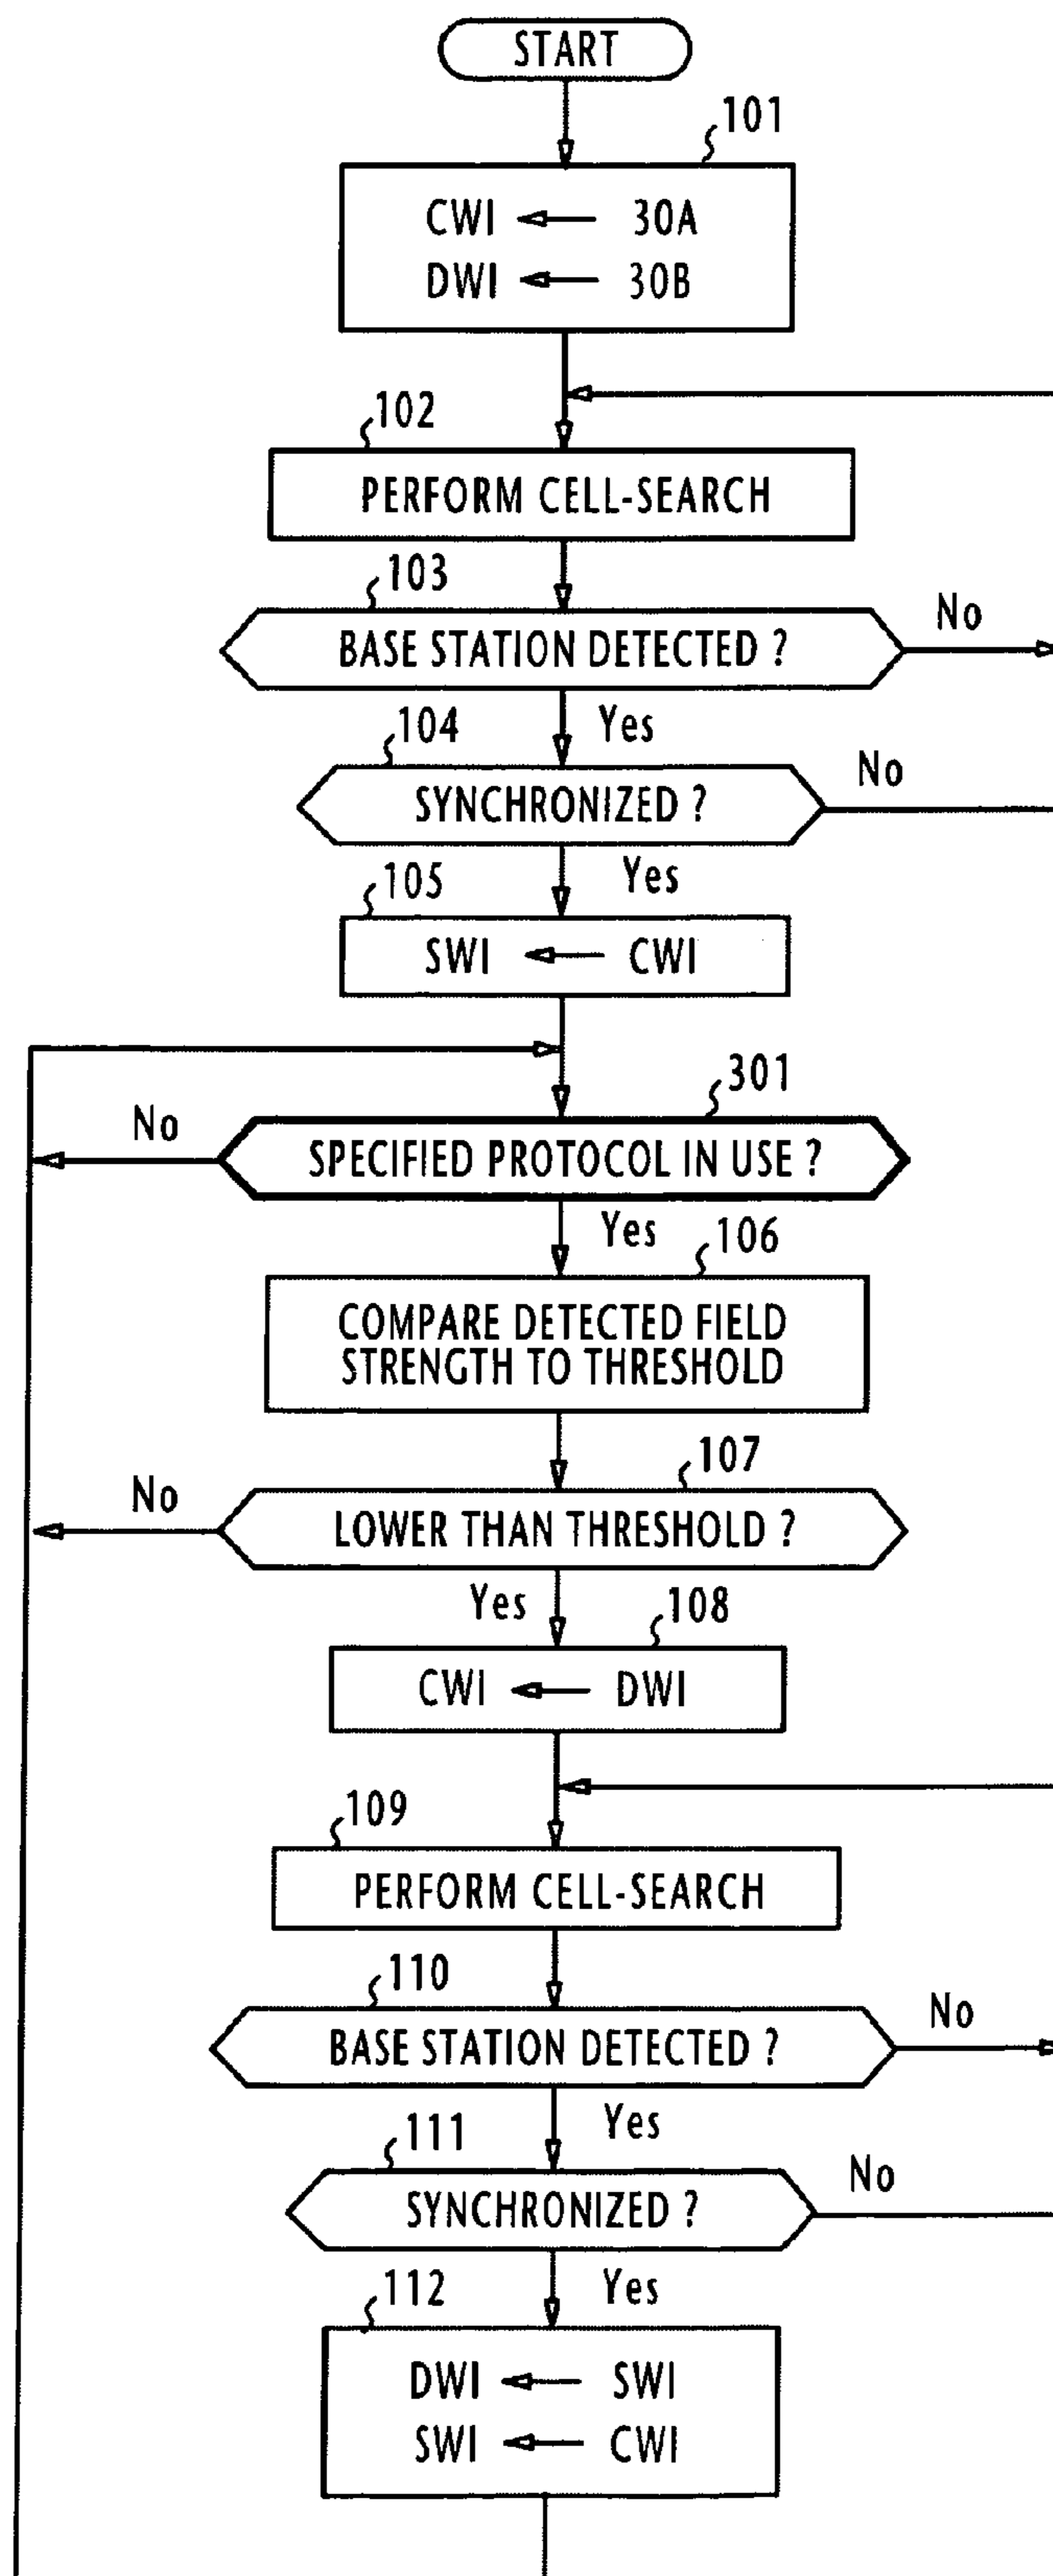 START
101
CWI ← 30A
DWI ← 30B
102
PERFORM CELL-SEARCH
103
BASE STATION DETECTED ?
No
Yes
104
SYNCHRONIZED ?
No
Yes
105
SWI ← CWI
301
SPECIFIED PROTOCOL IN USE ?
No
Yes
106
COMPARE DETECTED FIELD
STRENGTH TO THRESHOLD
107
LOWER THAN THRESHOLD ?
No
Yes
108
CWI ← DWI
109
PERFORM CELL-SEARCH
110
BASE STATION DETECTED ?
No
Yes
111
SYNCHRONIZED ?
No
Yes
112
DWI ← SWI
SWI ← CWI